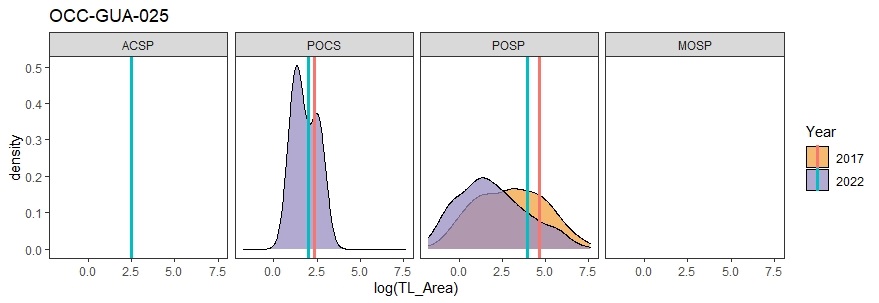 OCC-GUA-025
ACSP POCS POSP MOSP
density
0.5
0.4
0.3
0.2
0.1
0.0
0.0 2.5 5.0 7.5 0.0 2.5 5.0 7.5 0.0 2.5 5.0 7.5 0.0 2.5 5.0 7.5
log(TL_Area)
Year
2017
2022